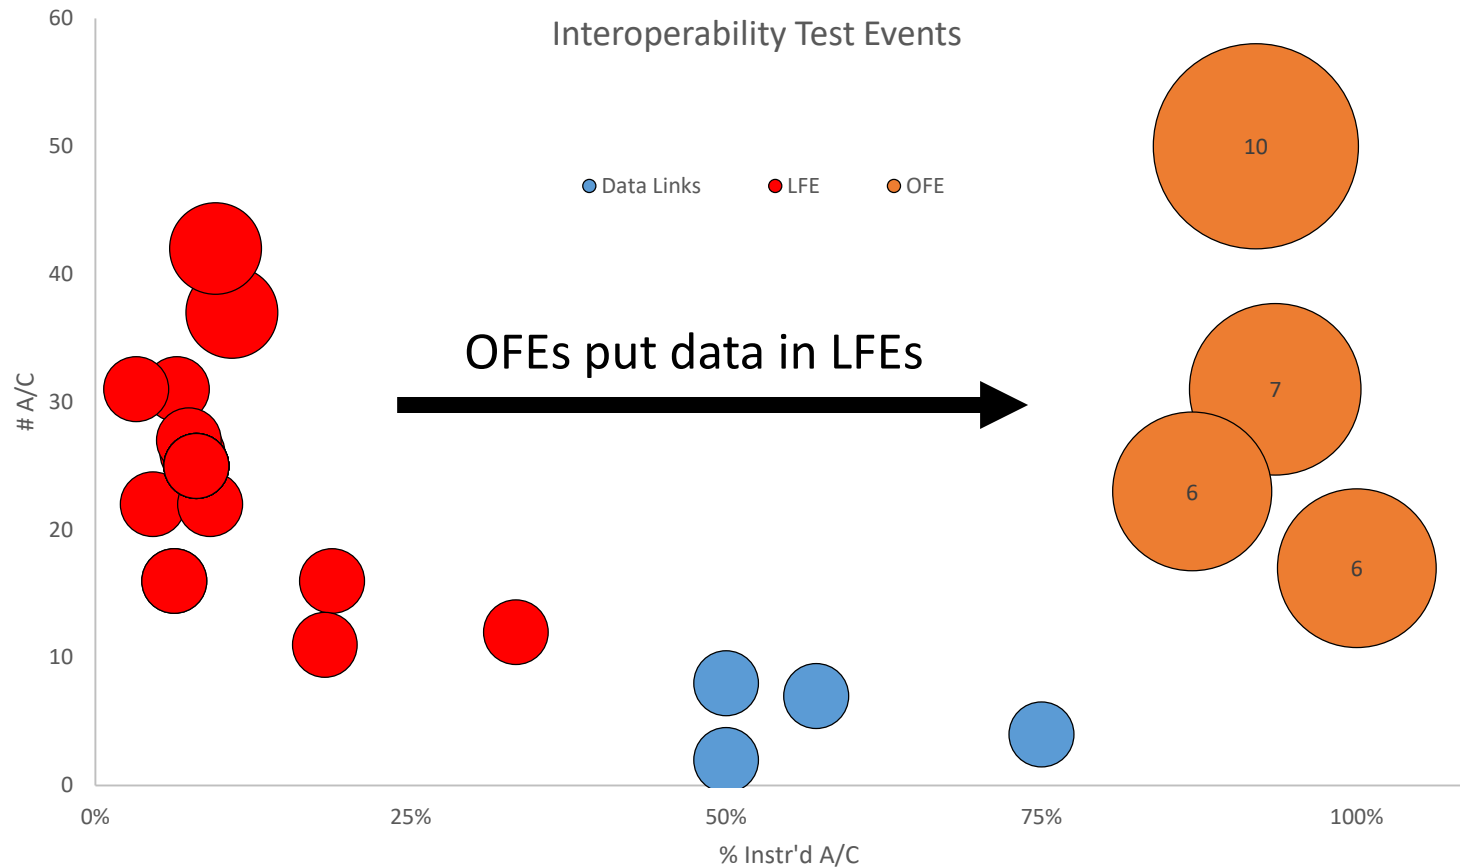 Interoperability Test Events
60
50
40
30
20
10
0
# A/C
Data Links
LFE
OFE
10
7
6
6
OFEs put data in LFEs
0%
25%
50%
75%
100%
% Instr'd A/C